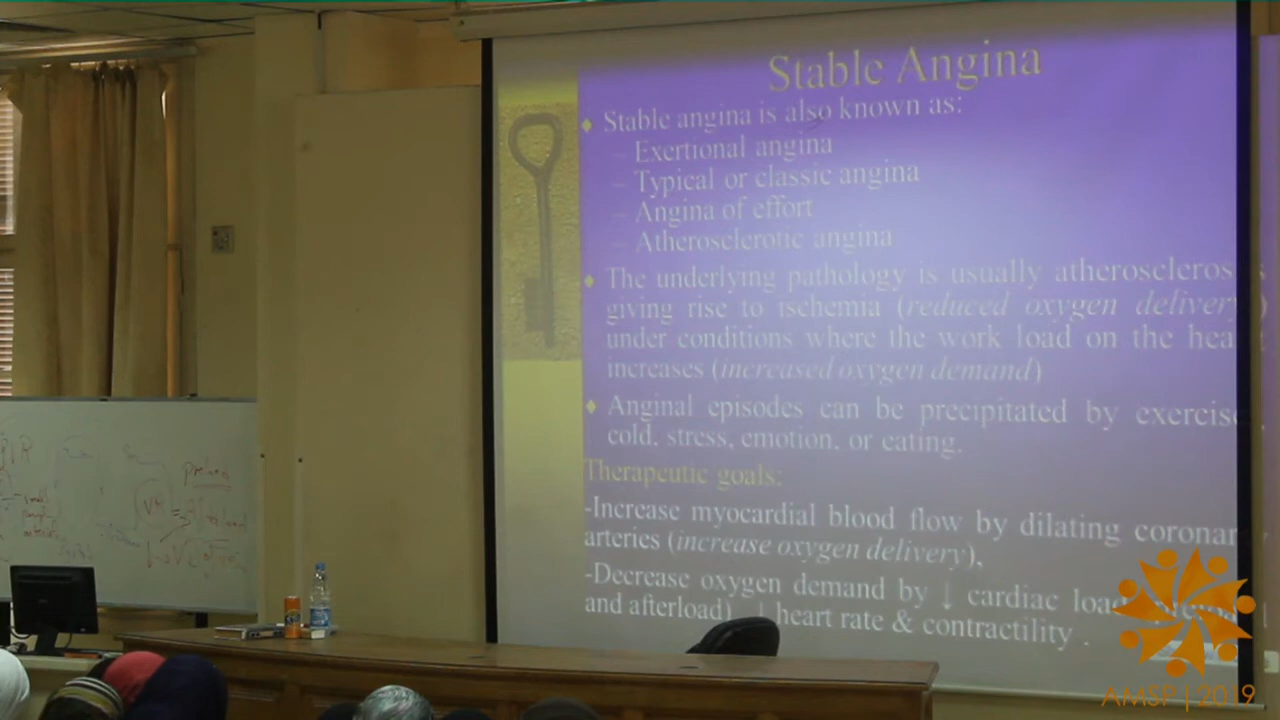 Stable Angina
♦ Stable angina is also known as:
– Exertional angina
– Typical or classic angina
– Angina of effort
– Atherosclerotic angina
♦ The underlying pathology is usually atheroscleros s
giving rise to ischemia (reduced oxygen delivery)
under conditions where the work load on the hea t
increases (increased oxygen demand)
♦ Anginal episodes can be precipitated by exercise,
cold, stress, emotion, or eating.
Therapeutic goals:
-Increase myocardial blood flow by dilating coronar y
arteries (increase oxygen delivery),
-Decrease oxygen demand by ↓ cardiac load
and afterload), ↓ heart rate & contractility .
preload
AMSP | 2019